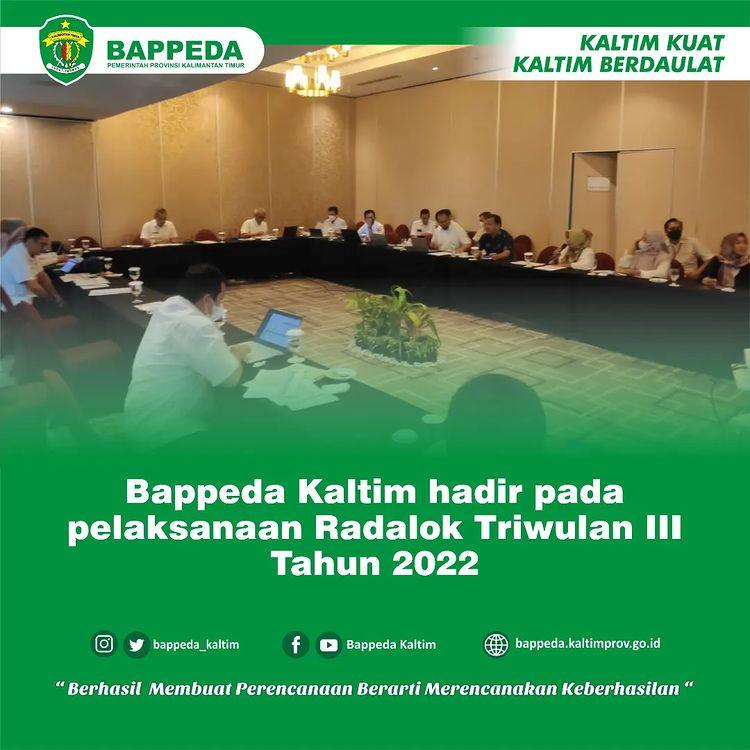 BAPPEDA
PEMERINTAH PROVINSI KALIMANTAN TIMUR
KALTIM KUAT
KALTIM BERDAULAT
Bappeda Kaltim hadir pada
pelaksanaan Radalok Triwulan III
Tahun 2022
bappeda_kaltim
Bappeda Kaltim
bappeda.kaltimprov.go.id
“ Berhasil Membuat Perencanaan Berarti Merencanakan Keberhasilan “